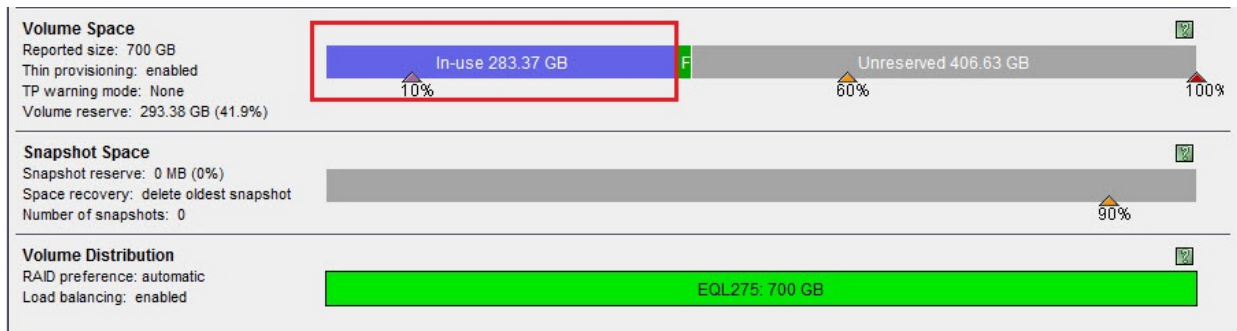 Volume Space
Reported size: 700 GB
Thin provisioning: enabled
TP warning mode: None
Volume reserve: 293.38 GB (41.9%)
In-use 283.37 GB
F
Unreserved 406.63 GB
10%
60%
100%
Snapshot Space
Snapshot reserve: 0 MB (0%)
Space recovery: delete oldest snapshot
Number of snapshots: 0
90%
Volume Distribution
RAID preference: automatic
Load balancing: enabled
EQL275: 700 GB